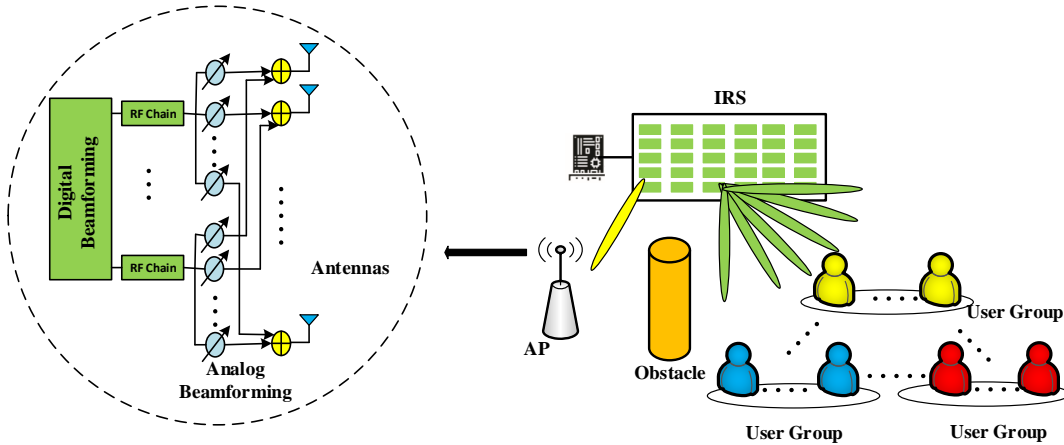 Digital
Beamforming
RF Chain
RF Chain
Antennas
Analog
Beamforming
IRS
AP
Obstacle
User Group
User Group
User Group